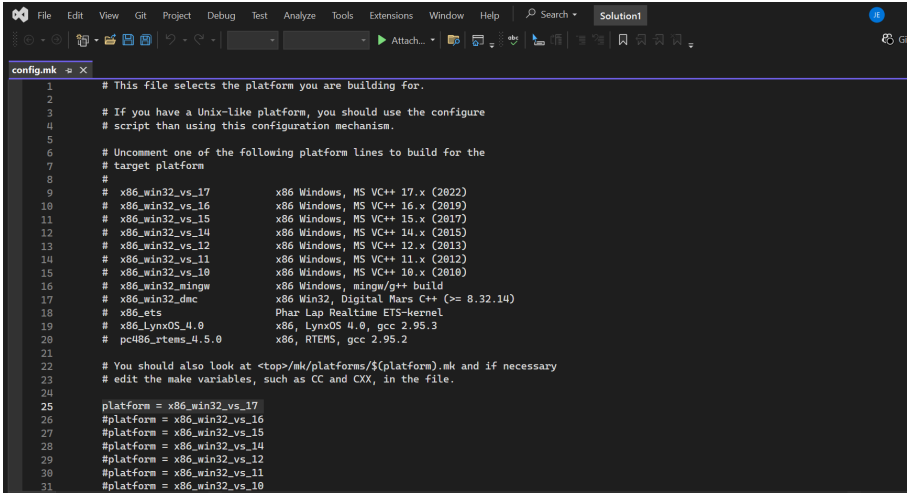 File Edit View Git Project Debug Test Analyze Tools Extensions Window Help Search Solution1 JE
Attach... abc Gi
config.mk
1 # This file selects the platform you are building for.
2
3 # If you have a Unix-like platform, you should use the configure
4 # script than using this configuration mechanism.
5
6 # Uncomment one of the following platform lines to build for the
7 # target platform
8 #
9 # x86_win32_vs_17 x86 Windows, MS VC++ 17.x (2022)
10 # x86_win32_vs_16 x86 Windows, MS VC++ 16.x (2019)
11 # x86_win32_vs_15 x86 Windows, MS VC++ 15.x (2017)
12 # x86_win32_vs_14 x86 Windows, MS VC++ 14.x (2015)
13 # x86_win32_vs_12 x86 Windows, MS VC++ 12.x (2013)
14 # x86_win32_vs_11 x86 Windows, MS VC++ 11.x (2012)
15 # x86_win32_vs_10 x86 Windows, MS VC++ 10.x (2010)
16 # x86_win32_mingw x86 Windows, mingw/g++ build
17 # x86_win32_dmc x86 Win32, Digital Mars C++ (>= 8.32.14)
18 # x86_ets Phar Lap Realtime ETS-kernel
19 # x86_LynxOS_4.0 x86, LynxOS 4.0, gcc 2.95.3
20 # pc486_rtems_4.5.0 x86, RTEMS, gcc 2.95.2
21
22 # You should also look at <top>/mk/platforms/$(platform).mk and if necessary
23 # edit the make variables, such as CC and CXX, in the file.
24
25 platform = x86_win32_vs_17
26 #platform = x86_win32_vs_16
27 #platform = x86_win32_vs_15
28 #platform = x86_win32_vs_14
29 #platform = x86_win32_vs_12
30 #platform = x86_win32_vs_11
31 #platform = x86_win32_vs_10